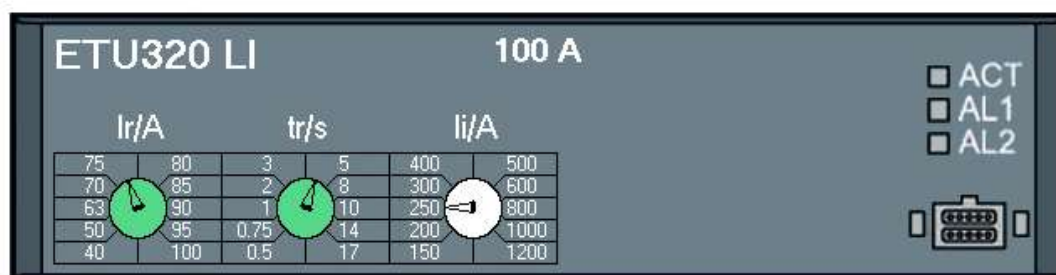 ETU320 LI 100 A
ACT
AL1
AL2
Ir/A tr/s Ii/A
75 80 3 5 400 500
70 85 2 8 300 600
63 90 1 10 250 800
50 95 0.75 14 200 1000
40 100 0.5 17 150 1200